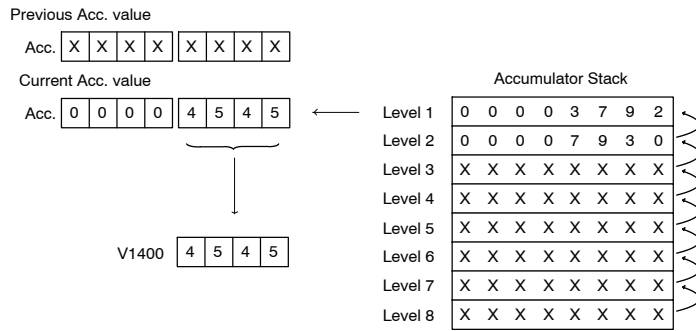 Previous Acc. value
Acc. X X X X X X X X
Current Acc. value
Acc. 0 0 0 0 4 5 4 5
V1400 4 5 4 5
Accumulator Stack
Level 1 0 0 0 0 3 7 9 2
Level 2 0 0 0 0 7 9 3 0
Level 3 X X X X X X X X
Level 4 X X X X X X X X
Level 5 X X X X X X X X
Level 6 X X X X X X X X
Level 7 X X X X X X X X
Level 8 X X X X X X X X